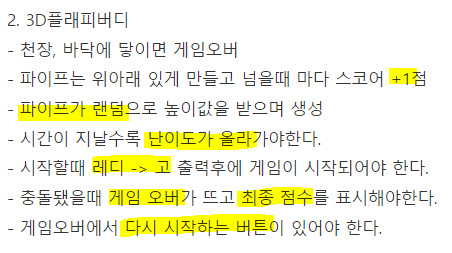 2. 3D플래피버디
- 천장, 바닥에 닿이면 게임오버
- 파이프는 위아래 있게 만들고 넘을때 마다 스코어 +1점
- 파이프가 랜덤으로 높이값을 받으며 생성
- 시간이 지날수록 난이도가 올라가야한다.
- 시작할때 레디 -> 고 출력후에 게임이 시작되어야 한다.
- 충돌됐을때 게임 오버가 뜨고 최종 점수를 표시해야한다.
- 게임오버에서 다시 시작하는 버튼이 있어야 한다.